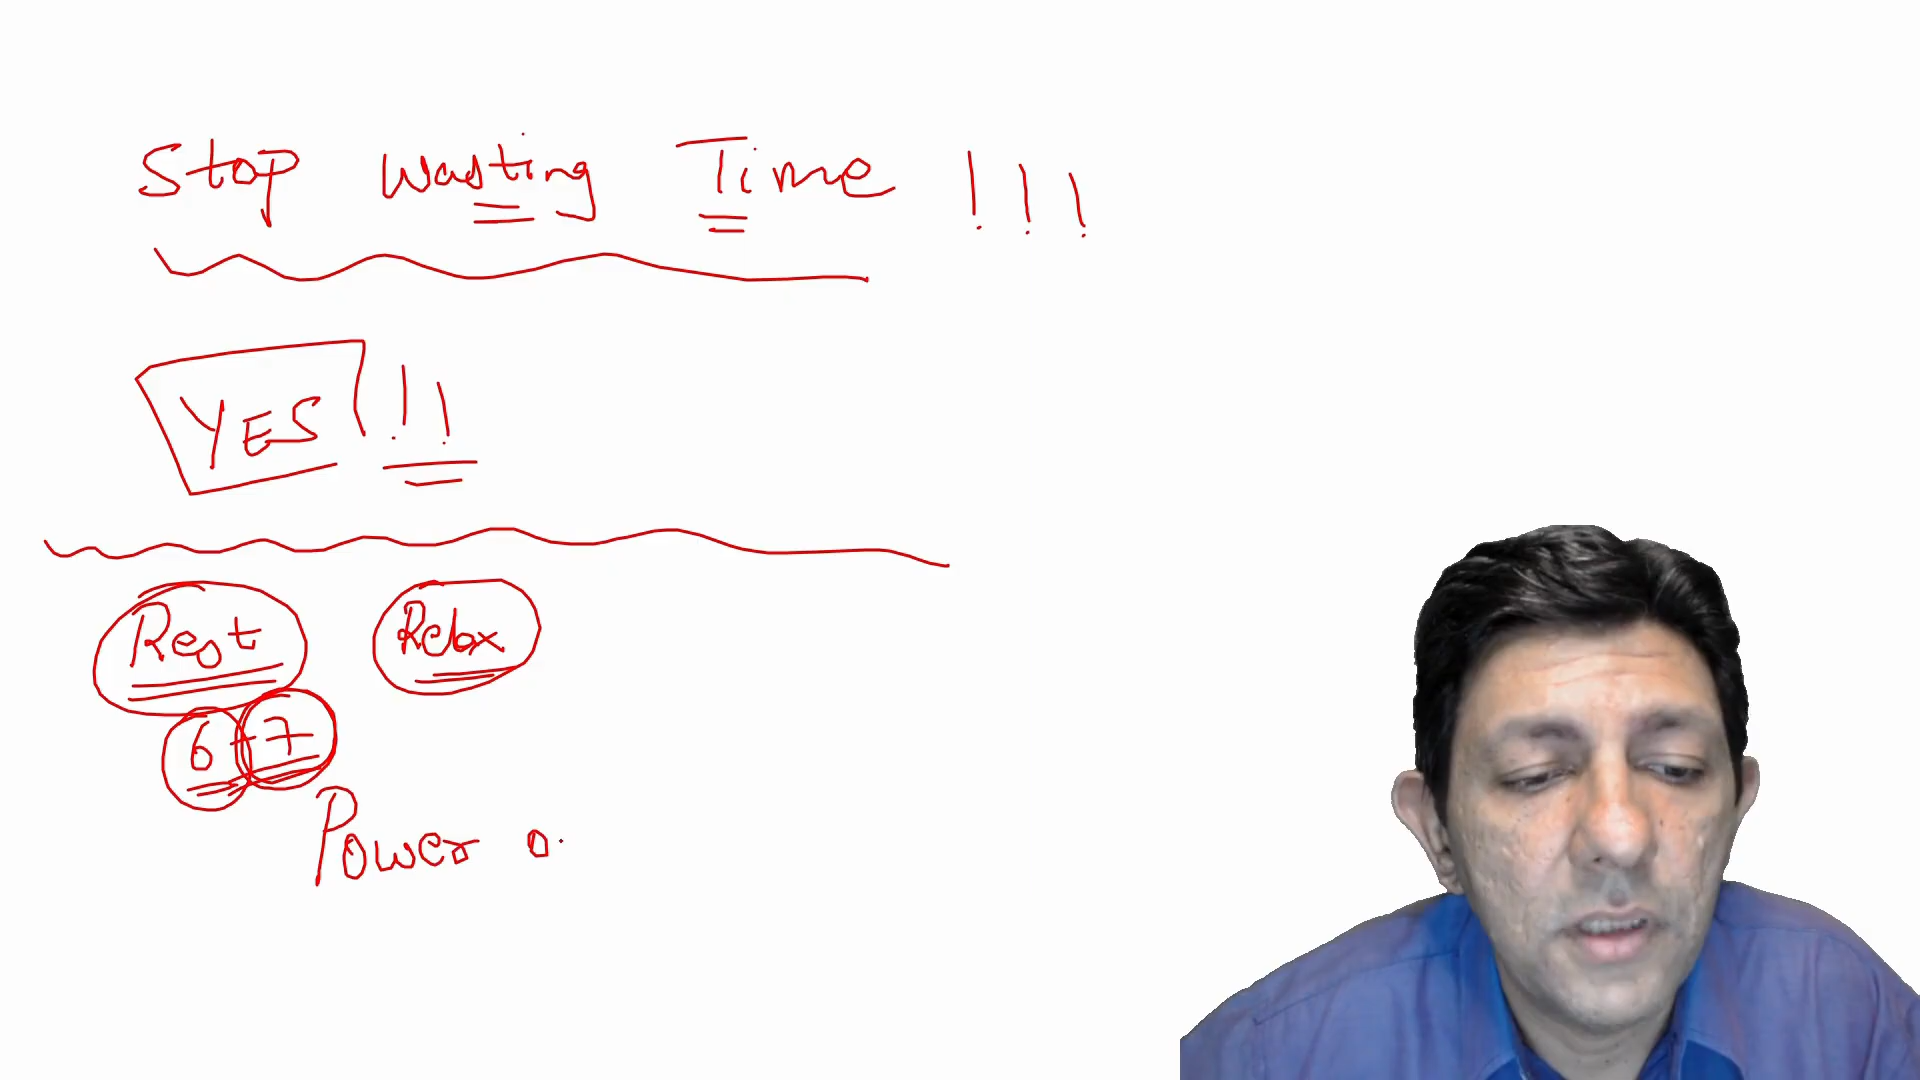 Stop Wasting Time !!!
YES !!
Rest Relax
6-7
Power o